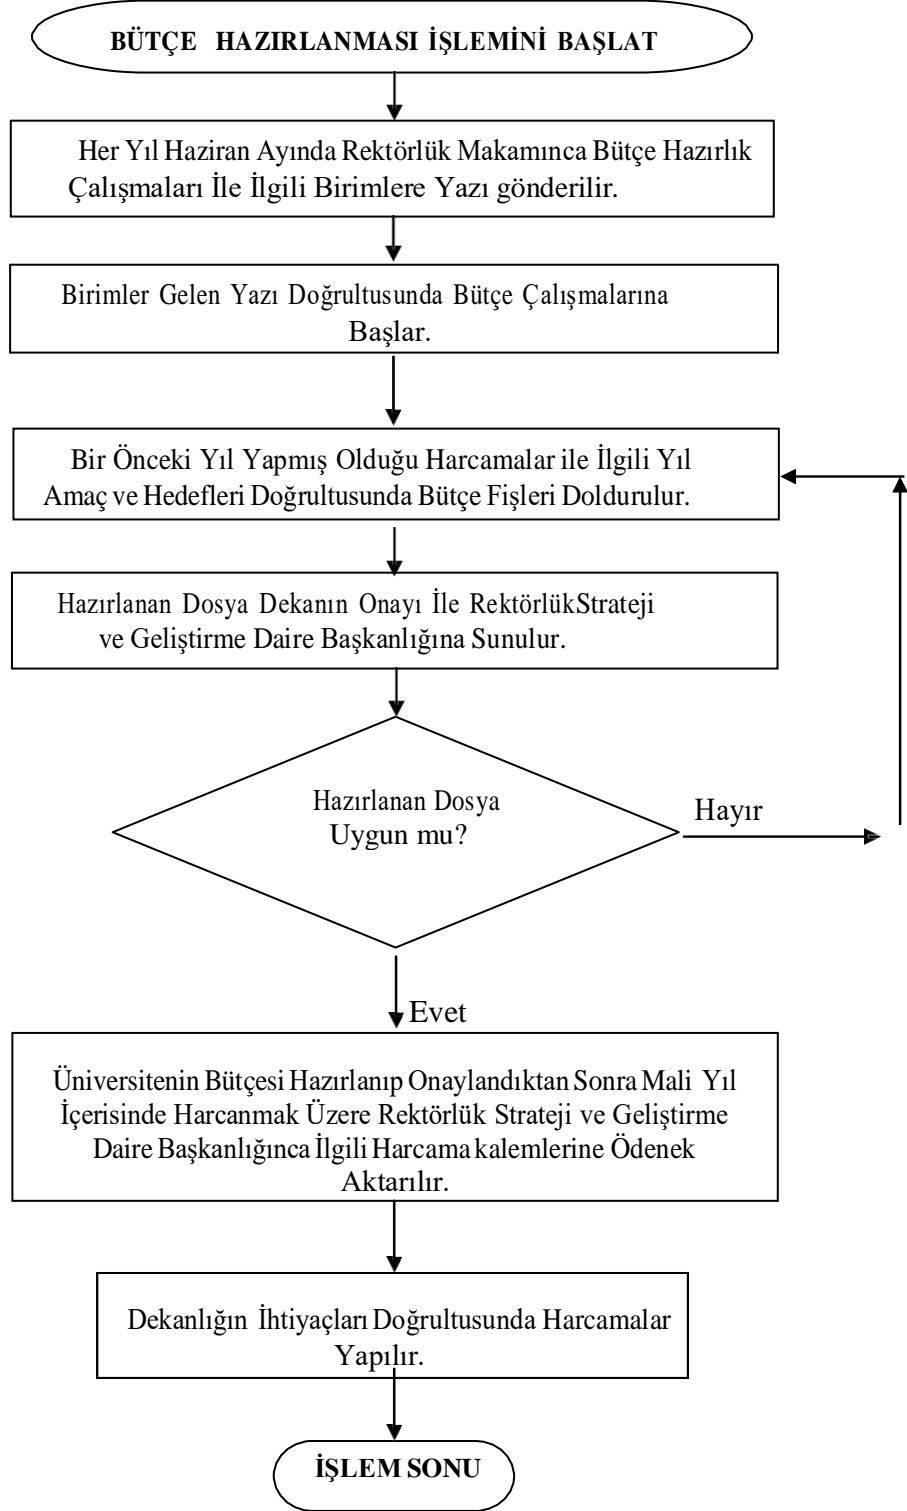 BÜTÇE HAZIRLANMASI İŞLEMİNİ BAŞLAT
Her Yıl Haziran Ayında Rektörlük Makamınca Bütçe Hazırlık
Çalışmaları İle İlgili Birimlere Yazı gönderilir.
Birimler Gelen Yazı Doğrultusunda Bütçe Çalışmalarına
Başlar.
Bir Önceki Yıl Yapmış Olduğu Harcamalar ile İlgili Yıl
Amaç ve Hedefleri Doğrultusunda Bütçe Fişleri Doldurulur.
Hazırlanan Dosya Dekanın Onayı İle RektörlükStrateji
ve Geliştirme Daire Başkanlığına Sunulur.
Hazırlanan Dosya
Uygun mu?
Hayır
Evet
Üniversitenin Bütçesi Hazırlanıp Onaylandıktan Sonra Mali Yıl
İçerisinde Harcanmak Üzere Rektörlük Strateji ve Geliştirme
Daire Başkanlığınca İlgili Harcama kalemlerine Ödenek
Aktarılır.
Dekanlığın İhtiyaçları Doğrultusunda Harcamalar
Yapılır.
İŞLEM SONU